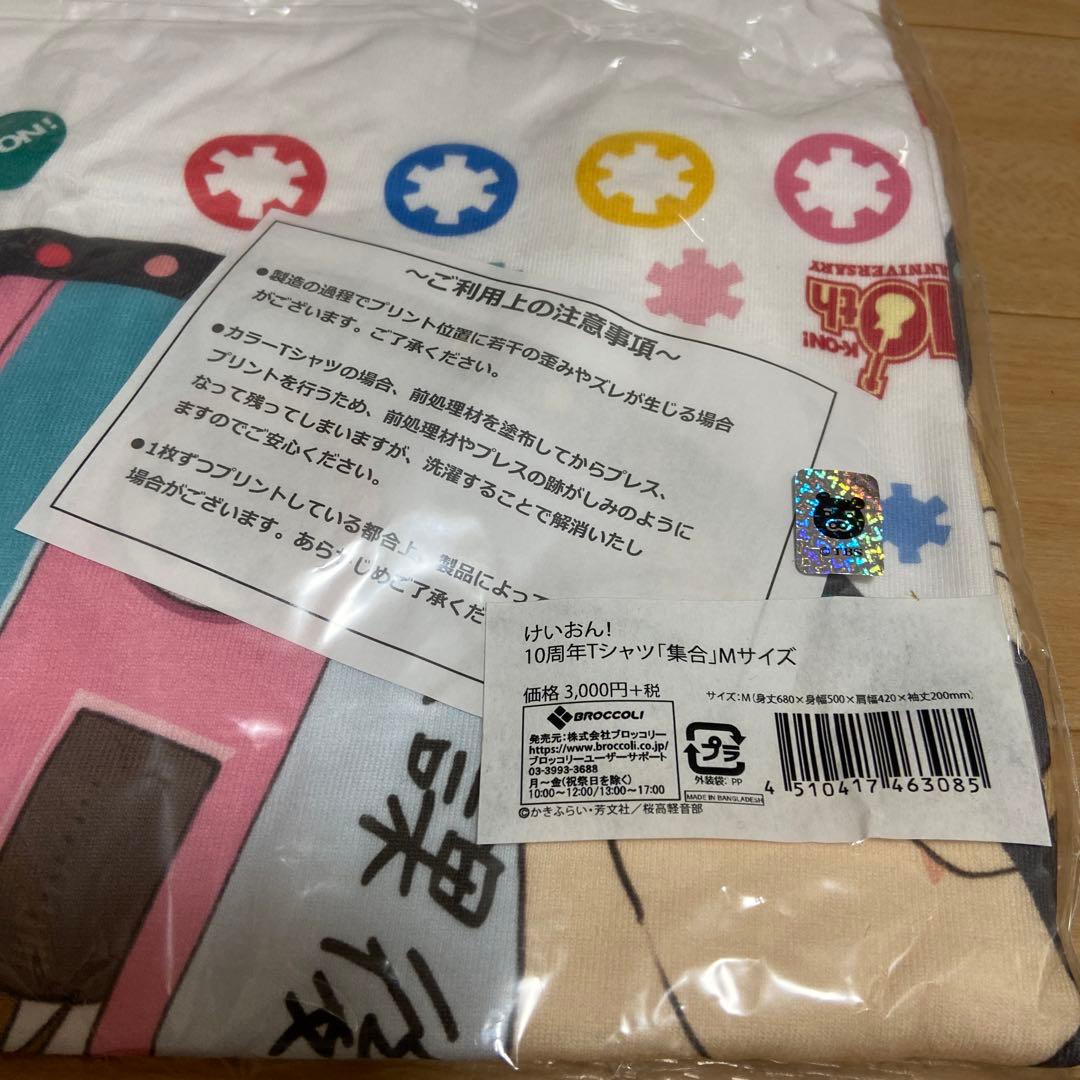 ON!
ANNIVERSARY
10th
K-ON!
～ご利用上の注意事項～
●製造の過程でプリント位置に若干の歪みやズレが生じる場合
がございます。ご了承ください。
●カラーTシャツの場合、前処理材を塗布してからプレス、
プリントを行うため、前処理材やプレスの跡がしみのように
なって残ってしまいますが、洗濯することで解消いたし
ますのでご安心ください。
●1枚ずつプリントしている都合上、製品によって
場合がございます。あらかじめご了承くだ
©TBS
けいおん!
10周年Tシャツ「集合」Mサイズ
価格 3,000円+税
サイズ:M(身丈680×身幅500×肩幅420×袖丈200mm)
BROCCOLI
発売元:株式会社ブロッコリー
https://www.broccoli.co.jp/
ブロッコリーユーザーサポート
03-3993-3688
月～金(祝祭日を除く)
10:00～12:00/13:00～17:00
プラ
外装袋:PP
MADE IN BANGLADESH
4 510417 463085
©かきふらい・芳文社／桜高軽音部
課後